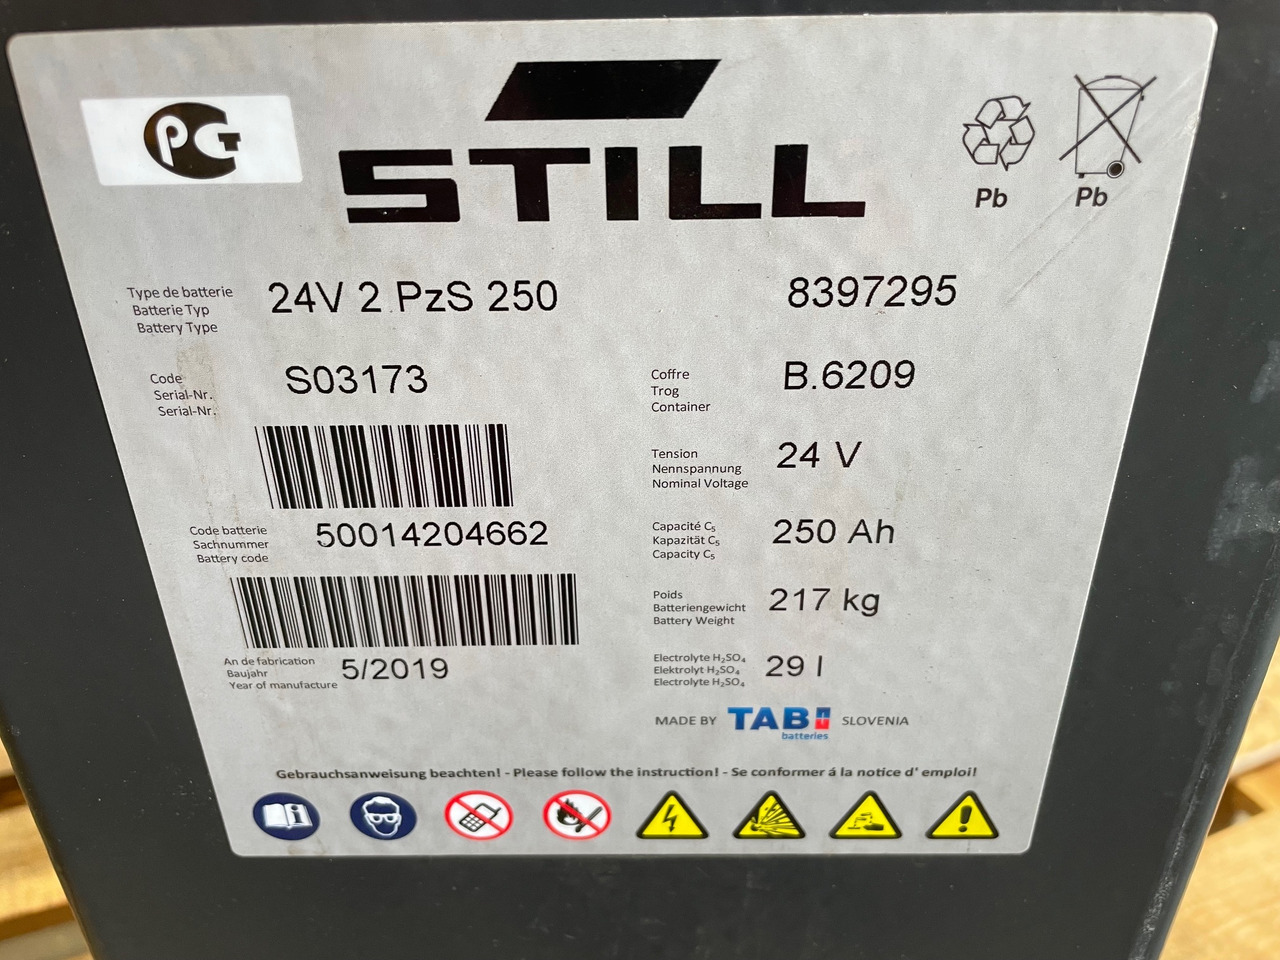 PCT
STILL
Pb Pb
Type de batterie
Batterie Typ
Battery Type
24V 2 PzS 250
8397295
Code
Serial-Nr.
Serial-Nr.
S03173
Coffre
Trog
Container
B.6209
Tension
Nennspannung
Nominal Voltage
24 V
Code batterie
Sachnummer
Battery code
50014204662
Capacité C₅
Kapazität C₅
Capacity C₅
250 Ah
Poids
Batteriengewicht
Battery Weight
217 kg
An de fabrication
Baujahr
Year of manufacture
5/2019
Electrolyte H₂SO₄
Elektrolyt H₂SO₄
Electrolyte H₂SO₄
29 l
MADE BY TAB batteries SLOVENIA
Gebrauchsanweisung beachten! - Please follow the instruction! - Se conformer á la notice d' emploi!